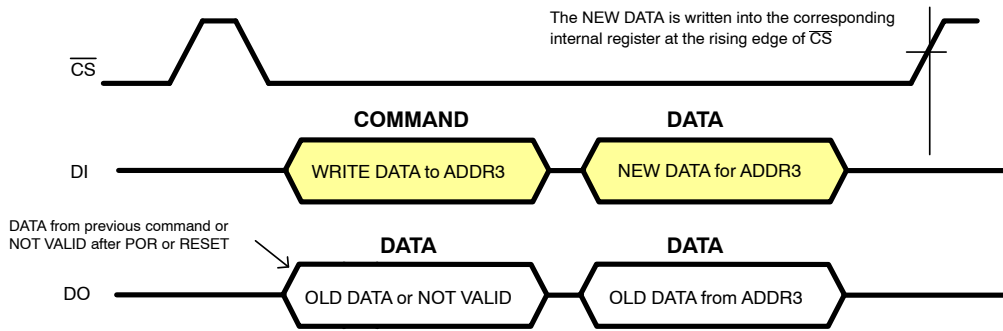 The NEW DATA is written into the corresponding
internal register at the rising edge of CS
CS
COMMAND
DATA
DI
WRITE DATA to ADDR3
NEW DATA for ADDR3
DATA from previous command or
NOT VALID after POR or RESET
DATA
DATA
DO
OLD DATA or NOT VALID
OLD DATA from ADDR3